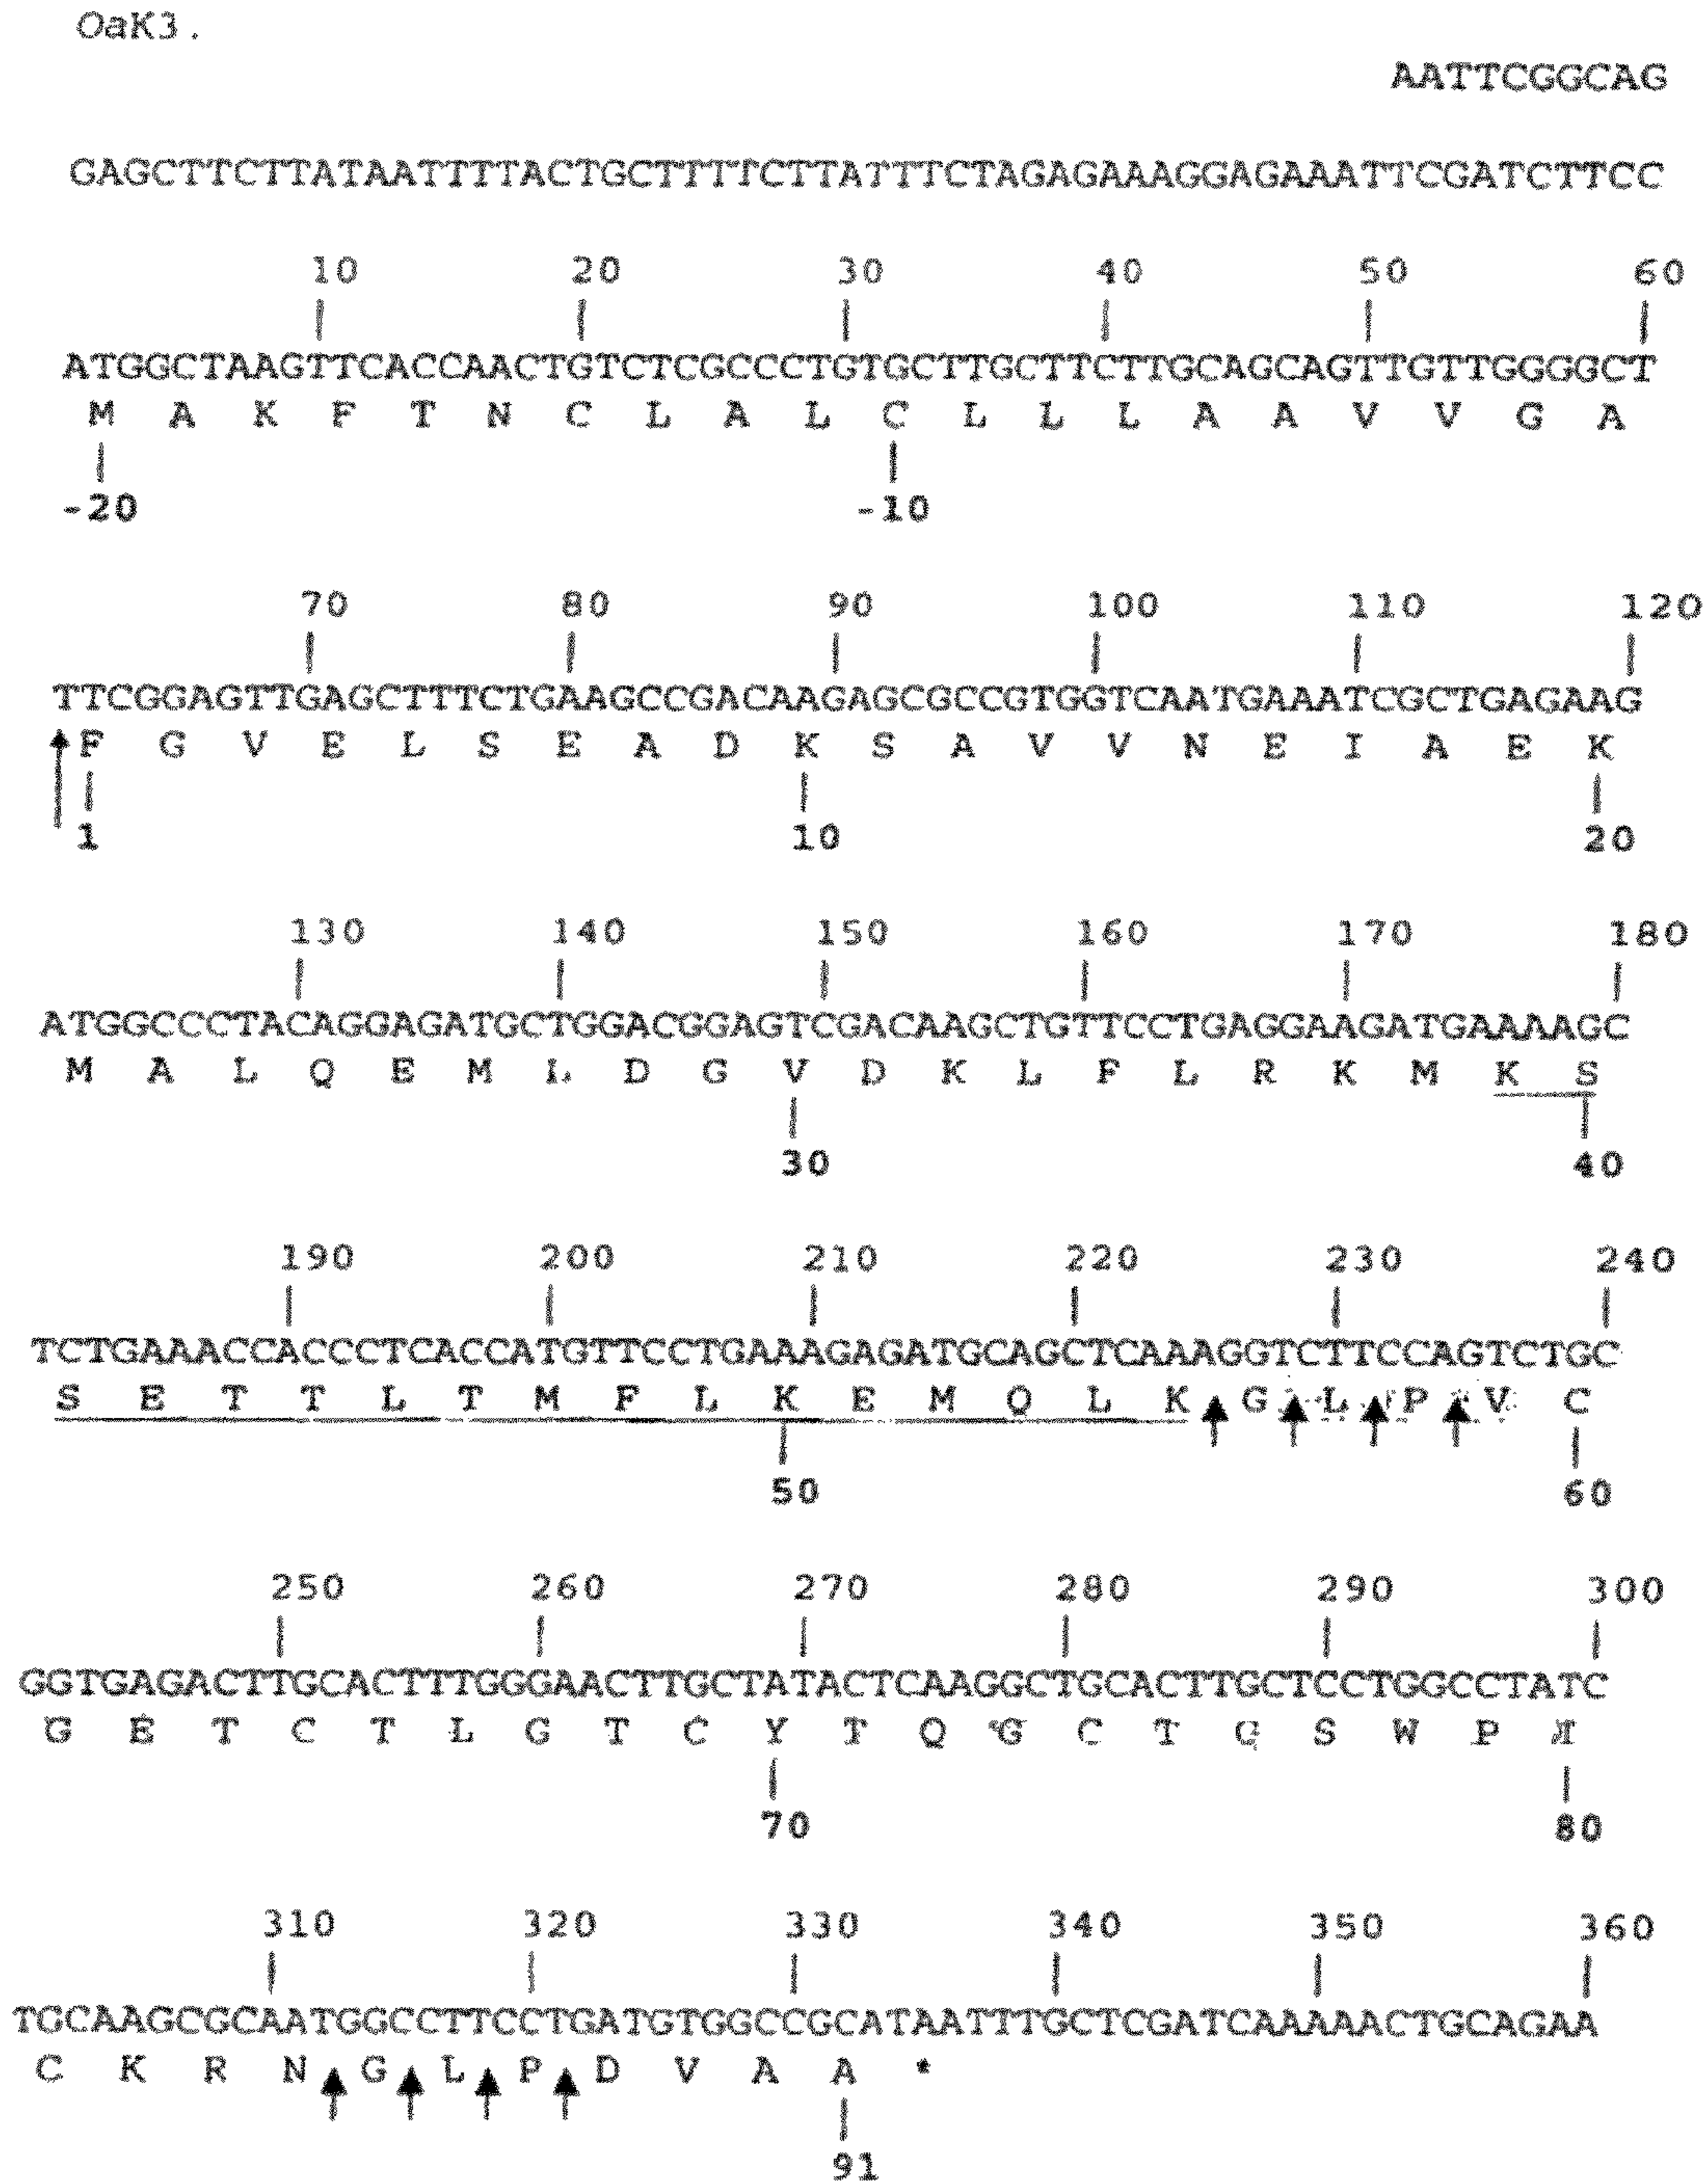 OaK3.
AATTCGGCAG
GAGCTTCTTATAATTTTACTGCTTTTCTTATTTCTAGAGAAAGGAGAAATTCGATCTTCC
10 20 30 40 50 60
ATGGCTAAGTTCACCAACTGTCTCGCCCTGTGCTTGCTTCTTGCAGCAGTTGTTGGGGCT
M A K F T N C L A L C L L L A A V V G A
-20 -10
70 80 90 100 110 120
TTCGGAGTTGAGCTTTCTGAAGCCGACAAGAGCGCCGTGGTCAATGAAATCGCTGAGAAG
F G V E L S E A D K S A V V N E I A E K
1 10 20
130 140 150 160 170 180
ATGGCCCTACAGGAGATGCTGGACGGAGTCGACAAGCTGTTCCTGAGGAAGATGAAAAGC
M A L Q E M L D G V D K L F L R K M K S
30 40
190 200 210 220 230 240
TCTGAAACCACCCTCACCATGTTCCTGAAAGAGATGCAGCTCAAAGGTCTTCCAGTCTGC
S E T T L T M F L K E M Q L K G L P V C
50 60
250 260 270 280 290 300
GGTGAGACTTGCACTTTGGGAACTTGCTATACTCAAGGCTGCACTTGCTCCTGGCCTATC
G E T C T L G T C Y T Q G C T C S W P I
70 80
310 320 330 340 350 360
TGCAAGCGCAATGGCCTTCCTGATGTGGCCGCATAATTTGCTCGATCAAAAACTGCAGAA
C K R N G L P D V A A *
91